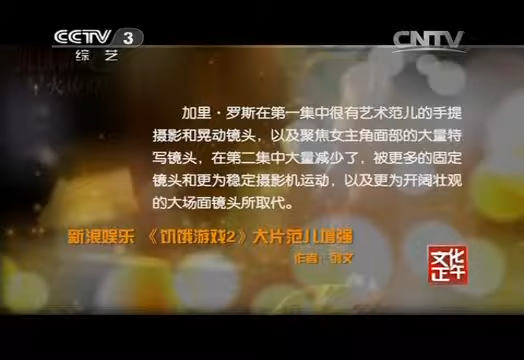 CCTV 3
综艺
CNTV
加里·罗斯在第一集中很有艺术范儿的手提
摄影和晃动镜头，以及聚焦女主角面部的大量特
写镜头，在第二集中大量减少了，被更多的固定
镜头和更为稳定摄影机运动，以及更为开阔壮观
的大场面镜头所取代。
新浪娱乐 《饥饿游戏2》大片范儿增强
作者：羽文
文化
正午